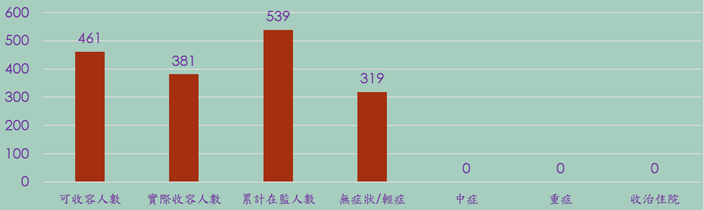 600
500
400
300
200
100
0
461
381
539
319
0
0
0
可收容人數
實際收容人數
累計在監人數
無症狀/輕症
中症
重症
收治住院